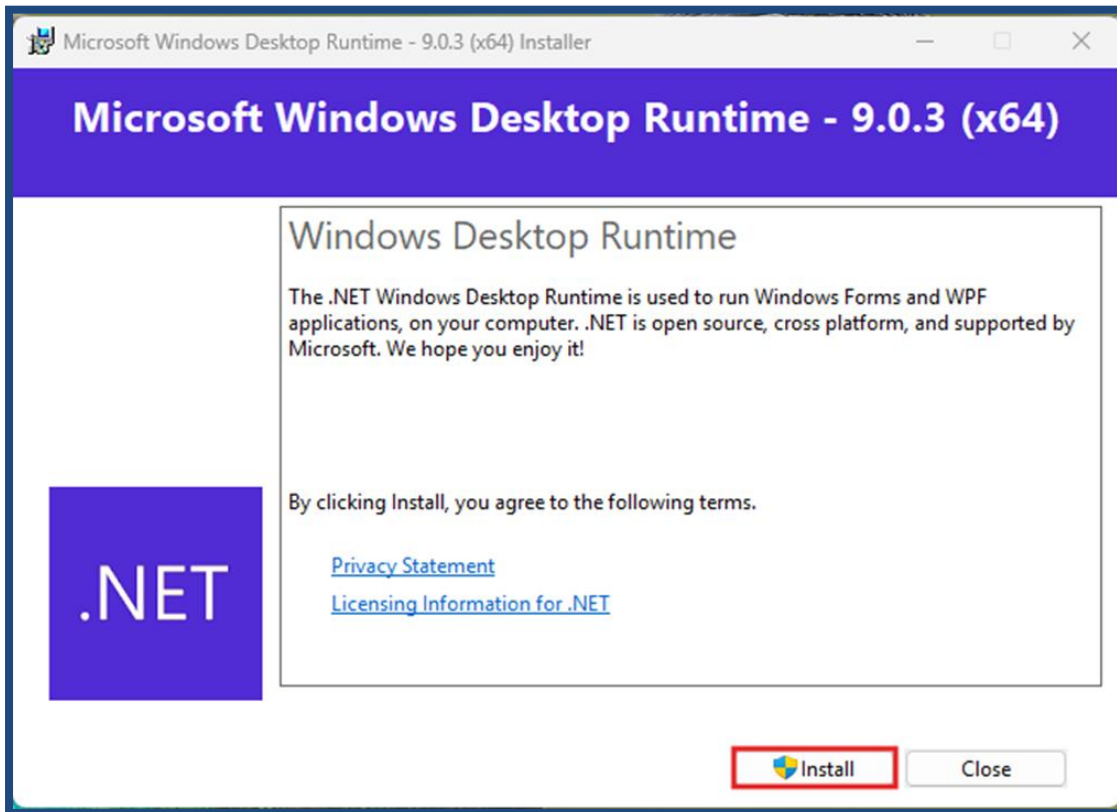 Microsoft Windows Desktop Runtime - 9.0.3 (x64) Installer
Microsoft Windows Desktop Runtime - 9.0.3 (x64)
Windows Desktop Runtime
The .NET Windows Desktop Runtime is used to run Windows Forms and WPF
applications, on your computer. .NET is open source, cross platform, and supported by
Microsoft. We hope you enjoy it!
By clicking Install, you agree to the following terms.
Privacy Statement
Licensing Information for .NET
.NET
Install
Close